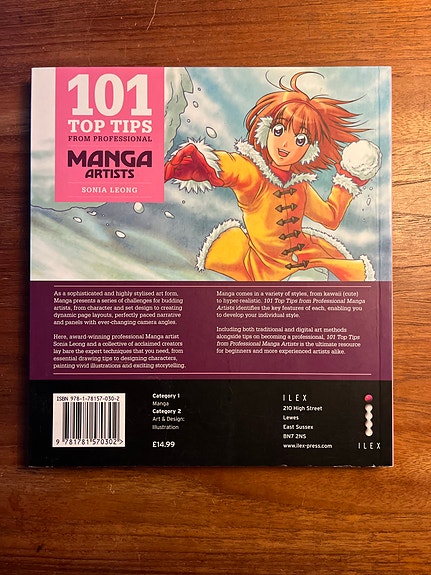 101
TOP TIPS
FROM PROFESSIONAL
MANGA
ARTISTS
SONIA LEONG
As a sophisticated and highly stylised art form,
Manga presents a series of challenges for budding
artists, from character and set design to creating
dynamic page layouts, perfectly paced narrative
and panels with ever-changing camera angles.
Here, award-winning professional Manga artist
Sonia Leong and a collective of acclaimed creators
lay bare the expert techniques that you need, from
essential drawing tips to designing characters,
painting vivid illustrations and exciting storytelling.
Manga comes in a variety of styles, from kawaii (cute)
to hyper-realistic. 101 Top Tips from Professional Manga
Artists identifies the key features of each, enabling you
to develop your individual style.
Including both traditional and digital art methods
alongside tips on becoming a professional, 101 Top
Tips from Professional Manga Artists is the ultimate resource
for beginners and more experienced artists alike.
ISBN 978-1-78157-030-2
9 781781 570302 >
Category 1
Manga
Category 2
Art & Design:
Illustration
£14.99
ILEX
210 High Street
Lewes
East Sussex
BN7 2NS
www.ilex-press.com
ILEX